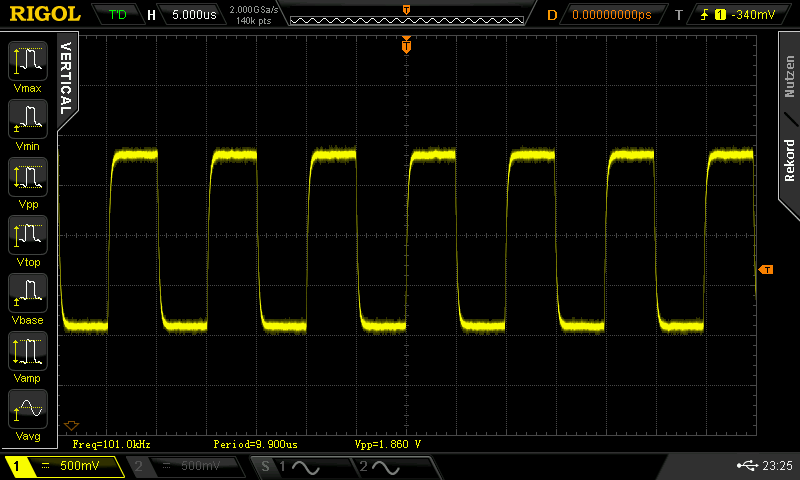 RIGOL T'D H 5.000us 2.000GSa/s 140k pts T D 0.00000000ps T 1 -340mV
VERTICAL
T
Nutzen
Rekord
Vmax
Vmin
Vpp
Vtop
Vbase
Vamp
Vavg
T
Freq=101.0kHz Period=9.900us Vpp=1.860 V
1 500mV 2 500mV S 1 2 23:25